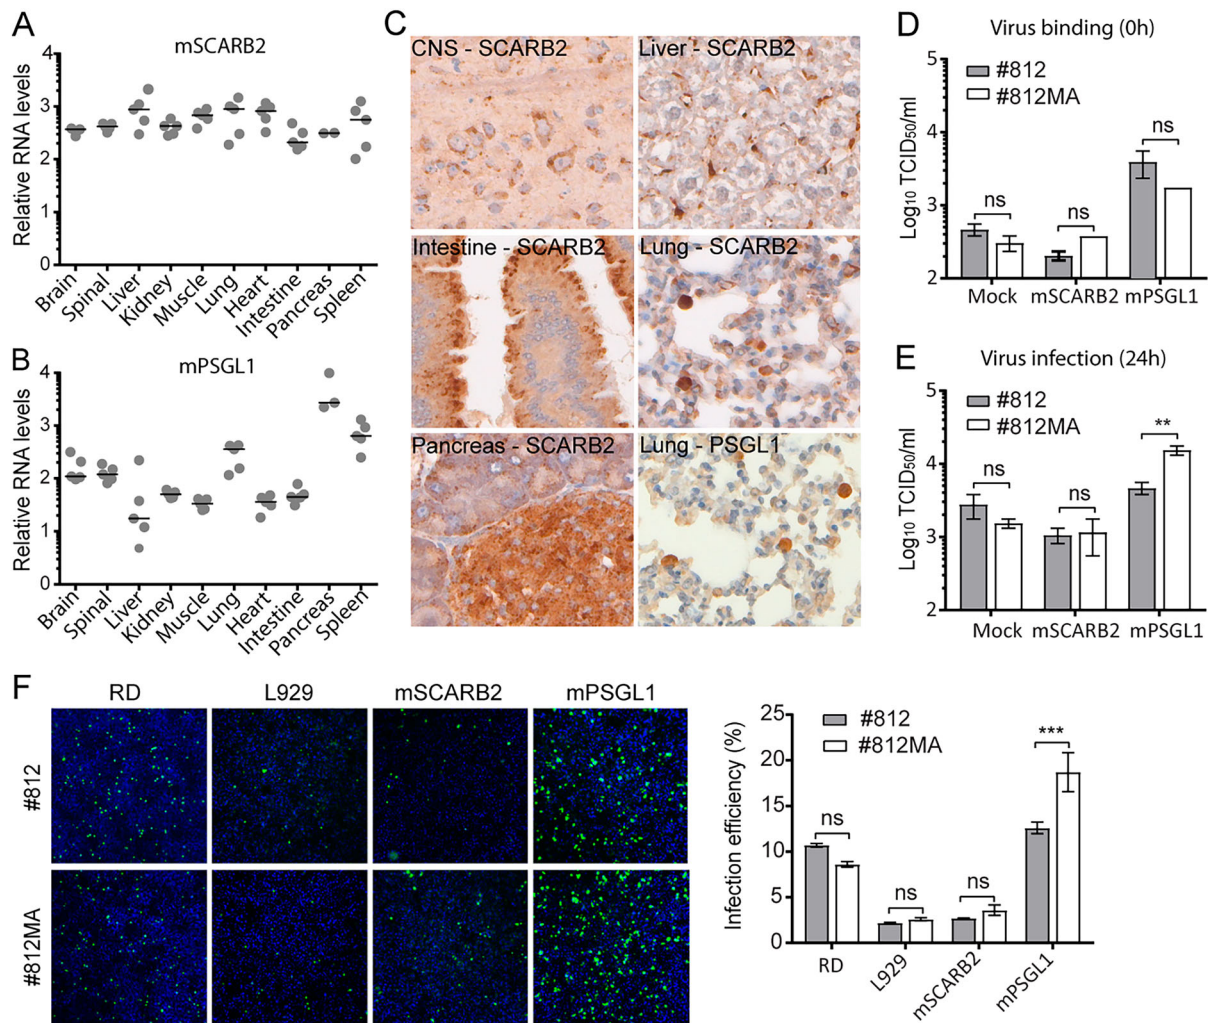 A
mSCARB2
Relative RNA levels
4
3
2
1
0
Brain
Spinal
Liver
Kidney
Muscle
Lung
Heart
Intestine
Pancreas
Spleen
B
mPSGL1
Relative RNA levels
4
3
2
1
0
Brain
Spinal
Liver
Kidney
Muscle
Lung
Heart
Intestine
Pancreas
Spleen
C
CNS - SCARB2
Liver - SCARB2
Intestine - SCARB2
Lung - SCARB2
Pancreas - SCARB2
Lung - PSGL1
D
Virus binding (0h)
Log10 TCID50/ml
5
4
3
2
#812
#812MA
ns
ns
ns
Mock
mSCARB2
mPSGL1
E
Virus infection (24h)
Log10 TCID50/ml
5
4
3
2
#812
#812MA
ns
ns
**
Mock
mSCARB2
mPSGL1
F
RD
L929
mSCARB2
mPSGL1
#812
#812MA
Infection efficiency (%)
25
20
15
10
5
0
#812
#812MA
ns
ns
ns
***
RD
L929
mSCARB2
mPSGL1